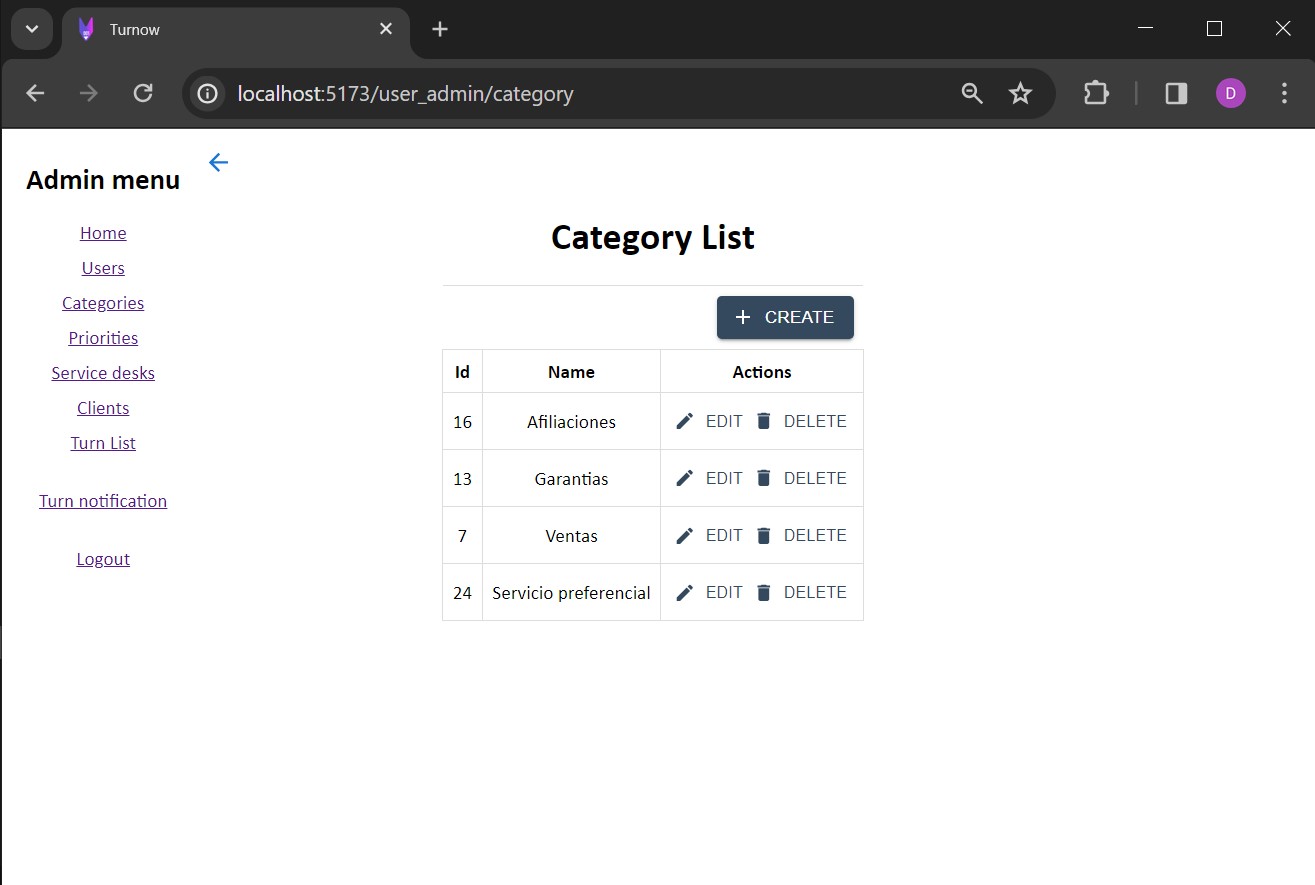 Turnow
localhost:5173/user_admin/category
D
Admin menu
Home
Users
Categories
Priorities
Service desks
Clients
Turn List
Turn notification
Logout
Category List
CREATE
Id Name Actions
16 Afiliaciones EDIT DELETE
13 Garantias EDIT DELETE
7 Ventas EDIT DELETE
24 Servicio preferencial EDIT DELETE